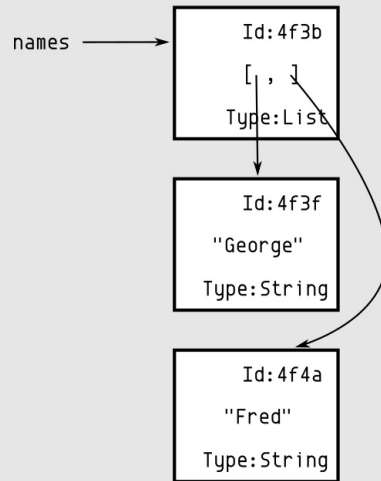 Id:4f3b
names
[ , ]
Type:List
Id:4f3f
"George"
Type:String
Id:4f4a
"Fred"
Type:String